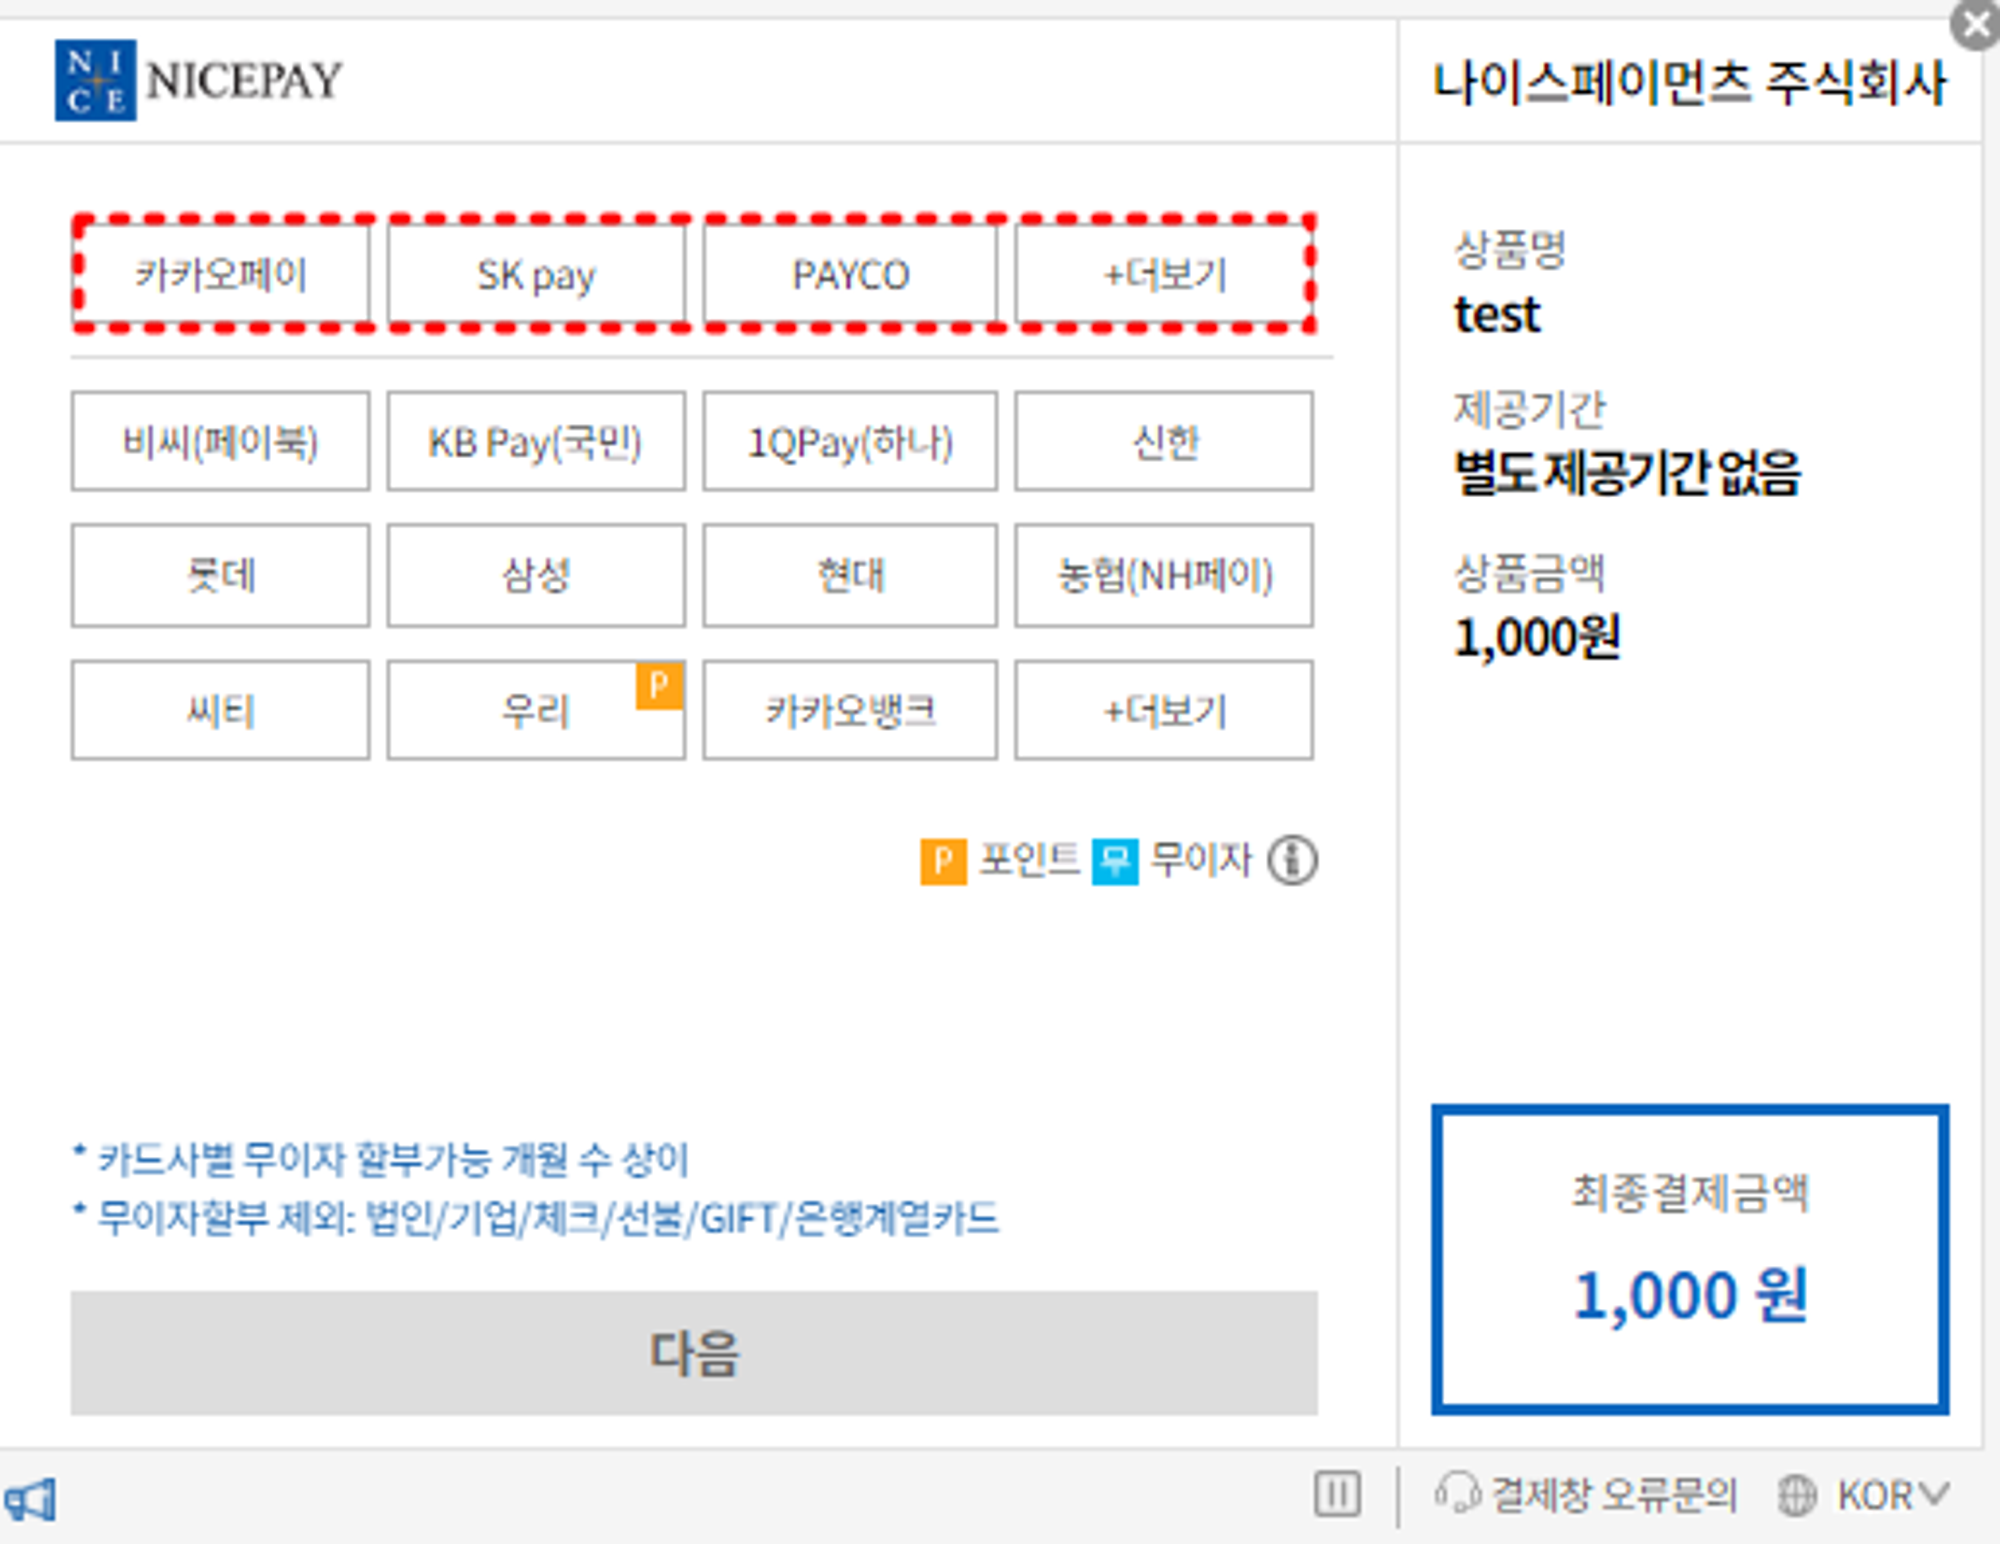 NICE NICEPAY
나이스페이먼츠 주식회사
카카오페이 SK pay PAYCO +더보기
비씨(페이북) KB Pay(국민) 1QPay(하나) 신한
롯데 삼성 현대 농협(NH페이)
씨티 우리 P 카카오뱅크 +더보기
P 포인트 무 무이자
* 카드사별 무이자 할부가능 개월 수 상이
* 무이자할부 제외: 법인/기업/체크/선불/GIFT/은행계열카드
다음
상품명
test
제공기간
별도 제공기간 없음
상품금액
1,000원
최종결제금액
1,000 원
결제창 오류문의 KOR